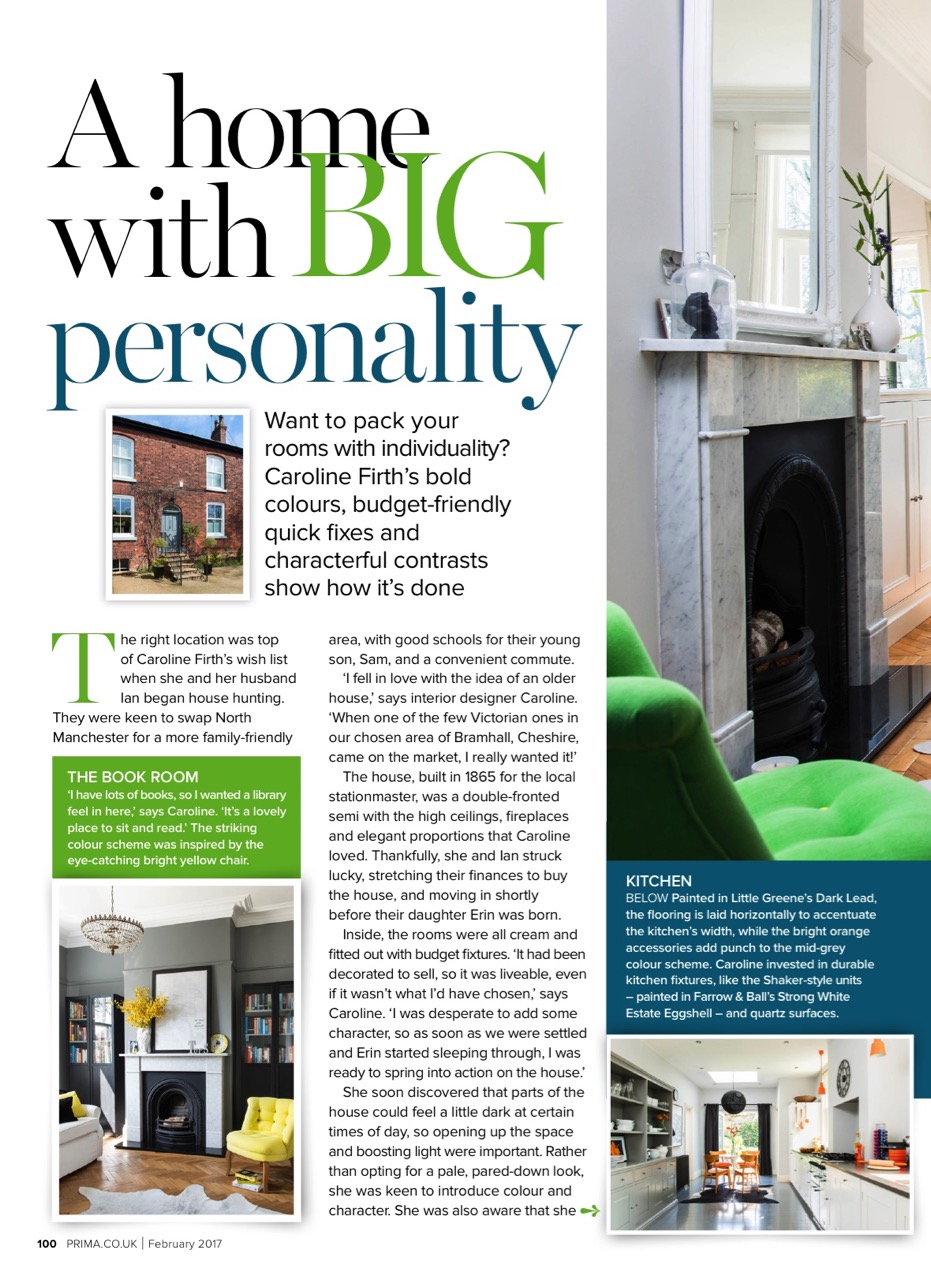 A home
with BIG
personality
Want to pack your
rooms with individuality?
Caroline Firth’s bold
colours, budget-friendly
quick fixes and
characterful contrasts
show how it’s done
The right location was top
of Caroline Firth’s wish list
when she and her husband
Ian began house hunting.
They were keen to swap North
Manchester for a more family-friendly
THE BOOK ROOM
‘I have lots of books, so I wanted a library
feel in here,’ says Caroline. ‘It’s a lovely
place to sit and read.’ The striking
colour scheme was inspired by the
eye-catching bright yellow chair.
area, with good schools for their young
son, Sam, and a convenient commute.
‘I fell in love with the idea of an older
house,’ says interior designer Caroline.
‘When one of the few Victorian ones in
our chosen area of Bramhall, Cheshire,
came on the market, I really wanted it!’
The house, built in 1865 for the local
stationmaster, was a double-fronted
semi with the high ceilings, fireplaces
and elegant proportions that Caroline
loved. Thankfully, she and Ian struck
lucky, stretching their finances to buy
the house, and moving in shortly
before their daughter Erin was born.
Inside, the rooms were all cream and
fitted out with budget fixtures. ‘It had been
decorated to sell, so it was liveable, even
if it wasn’t what I’d have chosen,’ says
Caroline. ‘I was desperate to add some
character, so as soon as we were settled
and Erin started sleeping through, I was
ready to spring into action on the house.’
She soon discovered that parts of the
house could feel a little dark at certain
times of day, so opening up the space
and boosting light were important. Rather
than opting for a pale, pared-down look,
she was keen to introduce colour and
character. She was also aware that she
KITCHEN
BELOW Painted in Little Greene’s Dark Lead,
the flooring is laid horizontally to accentuate
the kitchen’s width, while the bright orange
accessories add punch to the mid-grey
colour scheme. Caroline invested in durable
kitchen fixtures, like the Shaker-style units
– painted in Farrow & Ball’s Strong White
Estate Eggshell – and quartz surfaces.
100 PRIMA.CO.UK | February 2017